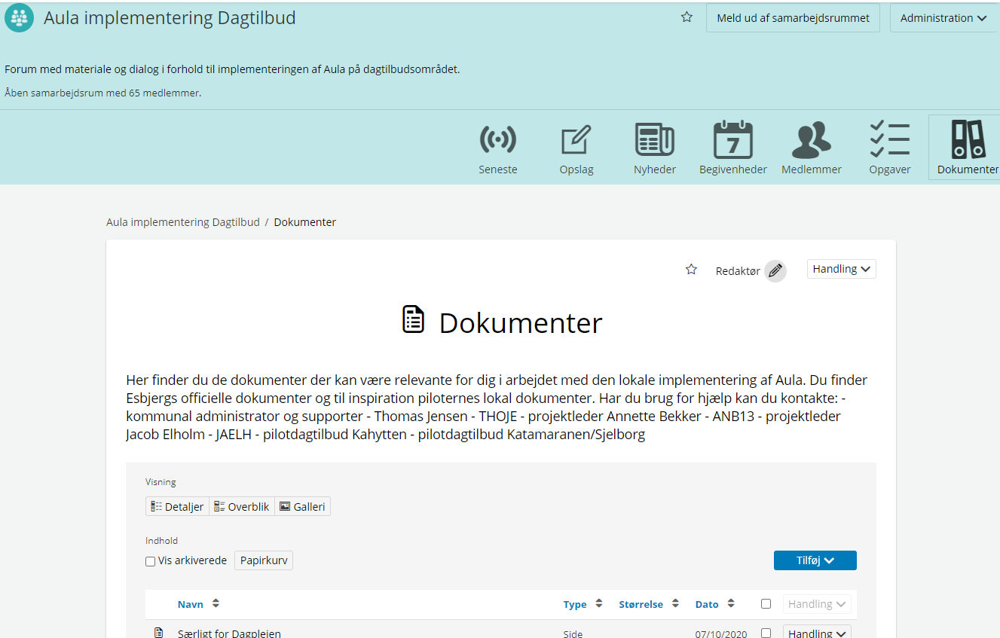 Aula implementering Dagtilbud
Meld ud af samarbejdsrummet
Administration
Forum med materiale og dialog i forhold til implementeringen af Aula på dagtilbudsområdet.
Åben samarbejdsrum med 65 medlemmer.
7
Seneste
Opslag
Nyheder
Begivenheder
Medlemmer
Opgaver
Dokumenter
Aula implementering Dagtilbud / Dokumenter
Redaktør
Handling
Dokumenter
Her finder du de dokumenter der kan være relevante for dig i arbejdet med den lokale implementering af Aula. Du finder
Esbjergs officielle dokumenter og til inspiration piloternes lokal dokumenter. Har du brug for hjælp kan du kontakte: -
kommunal administrator og supporter - Thomas Jensen - THOJE - projektleder Annette Bekker - ANB13 - projektleder
Jacob Elholm - JAELH - pilotdagtilbud Kahytten - pilotdagtilbud Katamaranen/Sjelborg
Visning
Detaljer Overblik Galleri
Indhold
Vis arkiverede Papirkurv
Tilføj
Navn Type Størrelse Dato Handling
Særligt for Dagplejen Side 07/10/2020 Handling